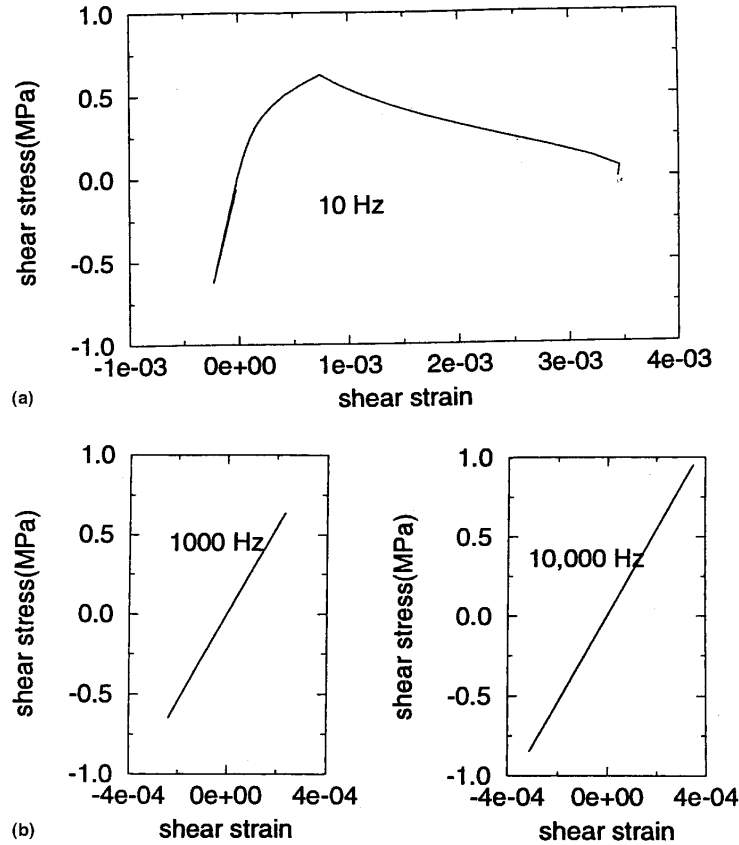 1.0
0.5
0.0
-0.5
-1.0
shear stress(MPa)
10 Hz
-1e-03 0e+00 1e-03 2e-03 3e-03 4e-03
shear strain
(a)
1.0
0.5
0.0
-0.5
-1.0
shear stress(MPa)
1000 Hz
-4e-04 0e+00 4e-04
shear strain
(b)
1.0
0.5
0.0
-0.5
-1.0
shear stress(MPa)
10,000 Hz
-4e-04 0e+00 4e-04
shear strain